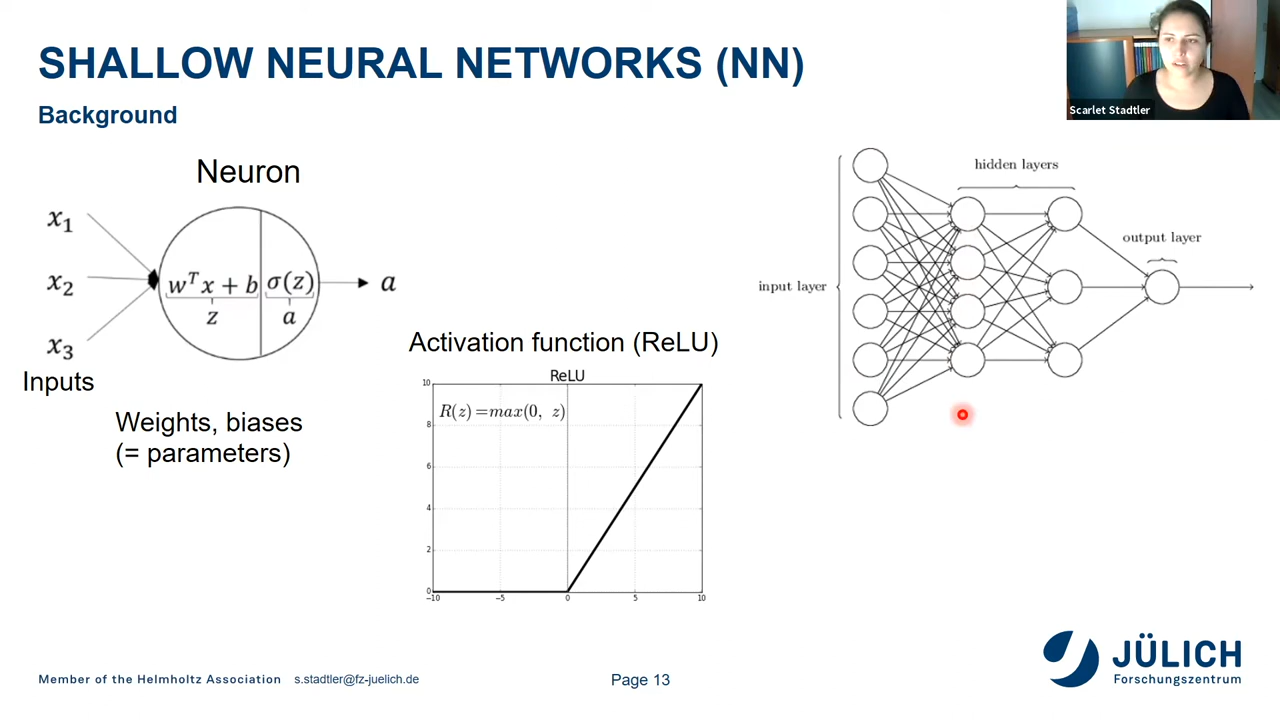 SHALLOW NEURAL NETWORKS (NN)
Background
Scarlet Stadtler
Neuron
x₁
x₂
x₃
wᵀx + b
z
σ(z)
a
a
Inputs
Weights, biases
(= parameters)
Activation function (ReLU)
ReLU
R(z) =max(0, z)
10
8
6
4
2
0
−10
−5
0
5
10
hidden layers
output layer
input layer
JÜLICH
Forschungszentrum
Member of the Helmholtz Association
s.stadtler@fz-juelich.de
Page 13